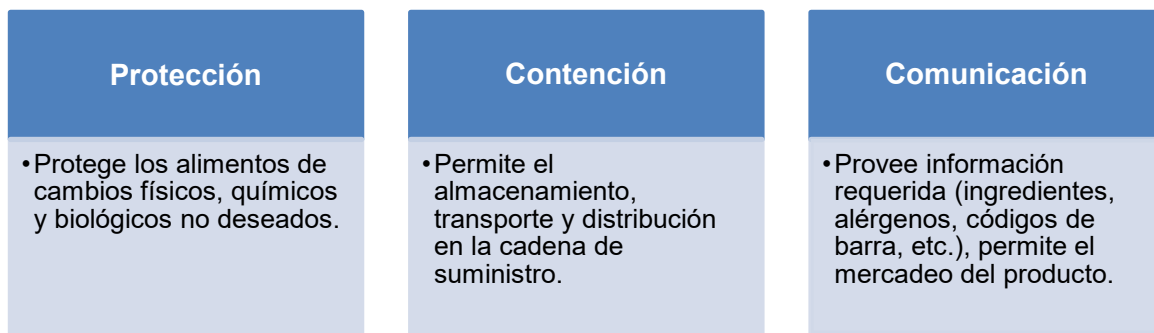 Protección
•Protege los alimentos de
cambios físicos, químicos
y biológicos no deseados.
Contención
•Permite el
almacenamiento,
transporte y distribución
en la cadena de
suministro.
Comunicación
•Provee información
requerida (ingredientes,
alérgenos, códigos de
barra, etc.), permite el
mercadeo del producto.